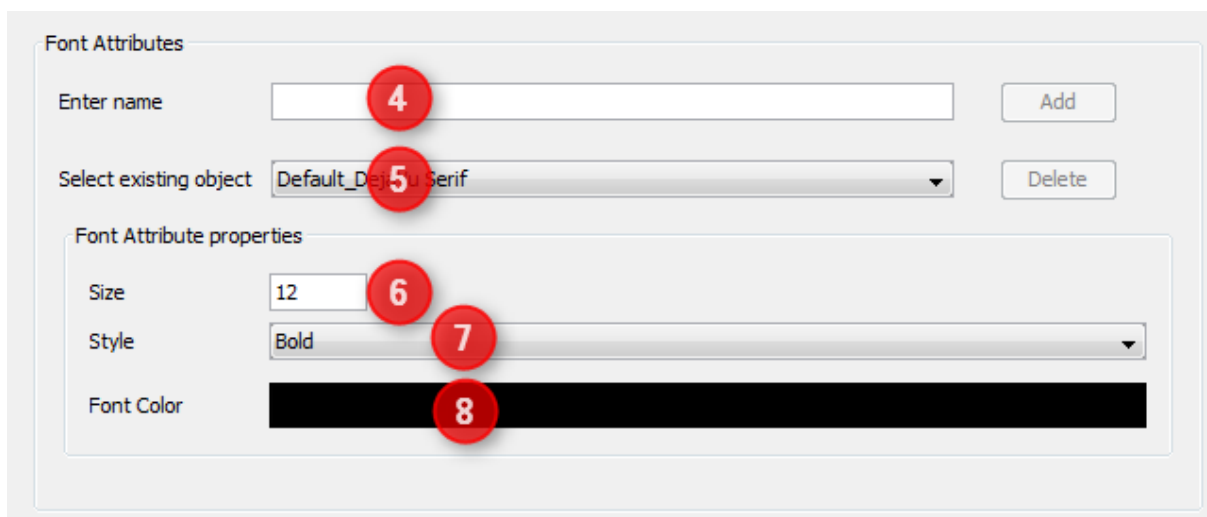 Font Attributes
Enter name 4 Add
Select existing object Default_DejaVu Serif 5 Delete
Font Attribute properties
Size 12 6
Style Bold 7
Font Color 8